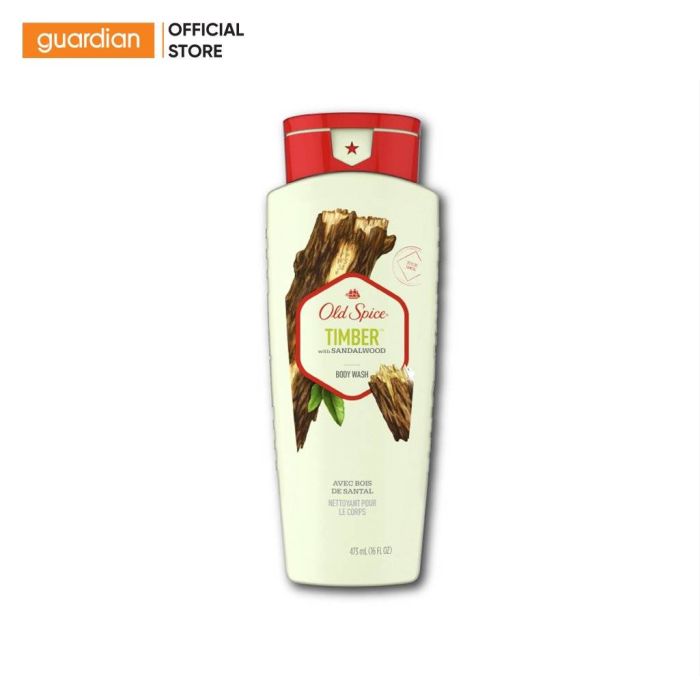 guardian
OFFICIAL
STORE
Old Spice
TIMBER™
with SANDALWOOD
BODY WASH
AVEC BOIS
DE SANTAL
NETTOYANT POUR
LE CORPS
473 mL (16 FL OZ)